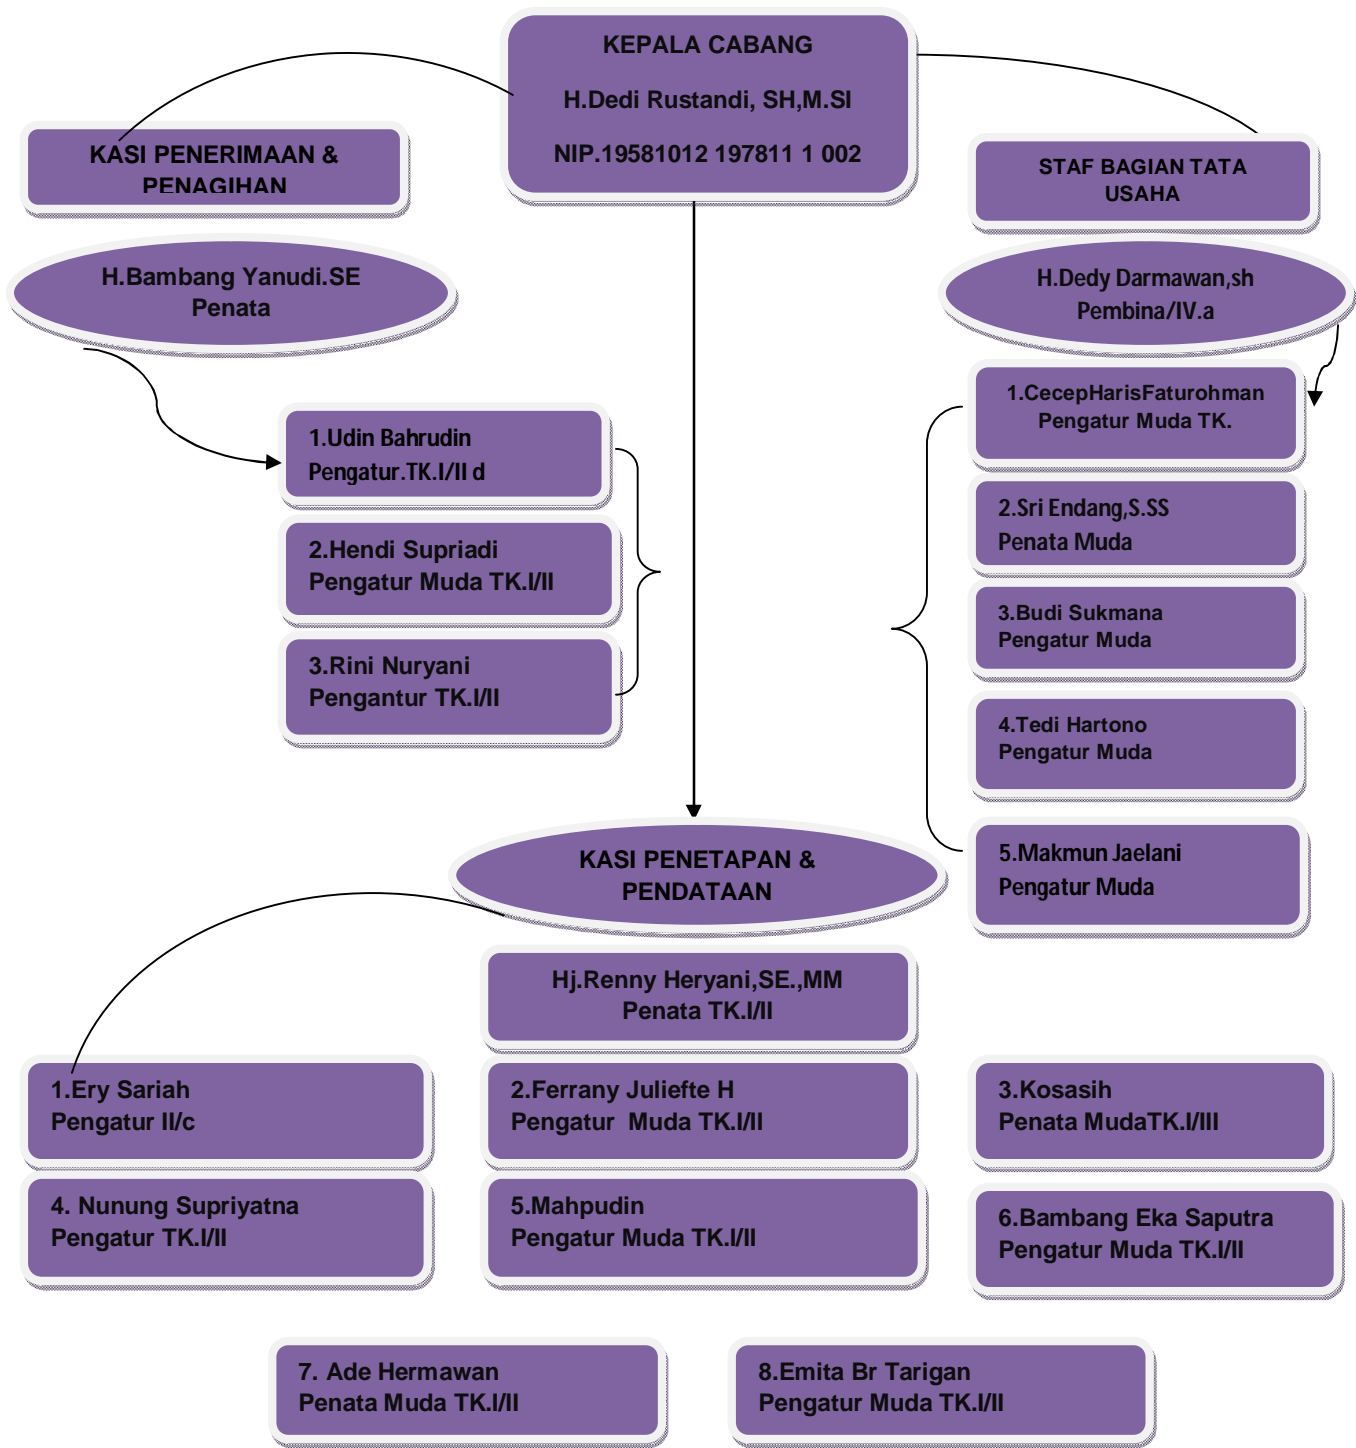 KEPALA CABANG
H.Dedi Rustandi, SH,M.SI
NIP.19581012 197811 1 002
KASI PENERIMAAN &
PENAGIHAN
STAF BAGIAN TATA
USAHA
H.Bambang Yanudi.SE
Penata
H.Dedy Darmawan,sh
Pembina/IV.a
1.Udin Bahrudin
Pengatur.TK.I/II d
2.Hendi Supriadi
Pengatur Muda TK.I/II
3.Rini Nuryani
Pengantur TK.I/II
1.CecepHarisFaturohman
Pengatur Muda TK.
2.Sri Endang,S.SS
Penata Muda
3.Budi Sukmana
Pengatur Muda
4.Tedi Hartono
Pengatur Muda
5.Makmun Jaelani
Pengatur Muda
KASI PENETAPAN &
PENDATAAN
Hj.Renny Heryani,SE.,MM
Penata TK.I/II
1.Ery Sariah
Pengatur II/c
2.Ferrany Juliefte H
Pengatur  Muda TK.I/II
3.Kosasih
Penata MudaTK.I/III
4. Nunung Supriyatna
Pengatur TK.I/II
5.Mahpudin
Pengatur Muda TK.I/II
6.Bambang Eka Saputra
Pengatur Muda TK.I/II
7. Ade Hermawan
Penata Muda TK.I/II
8.Emita Br Tarigan
Pengatur Muda TK.I/II